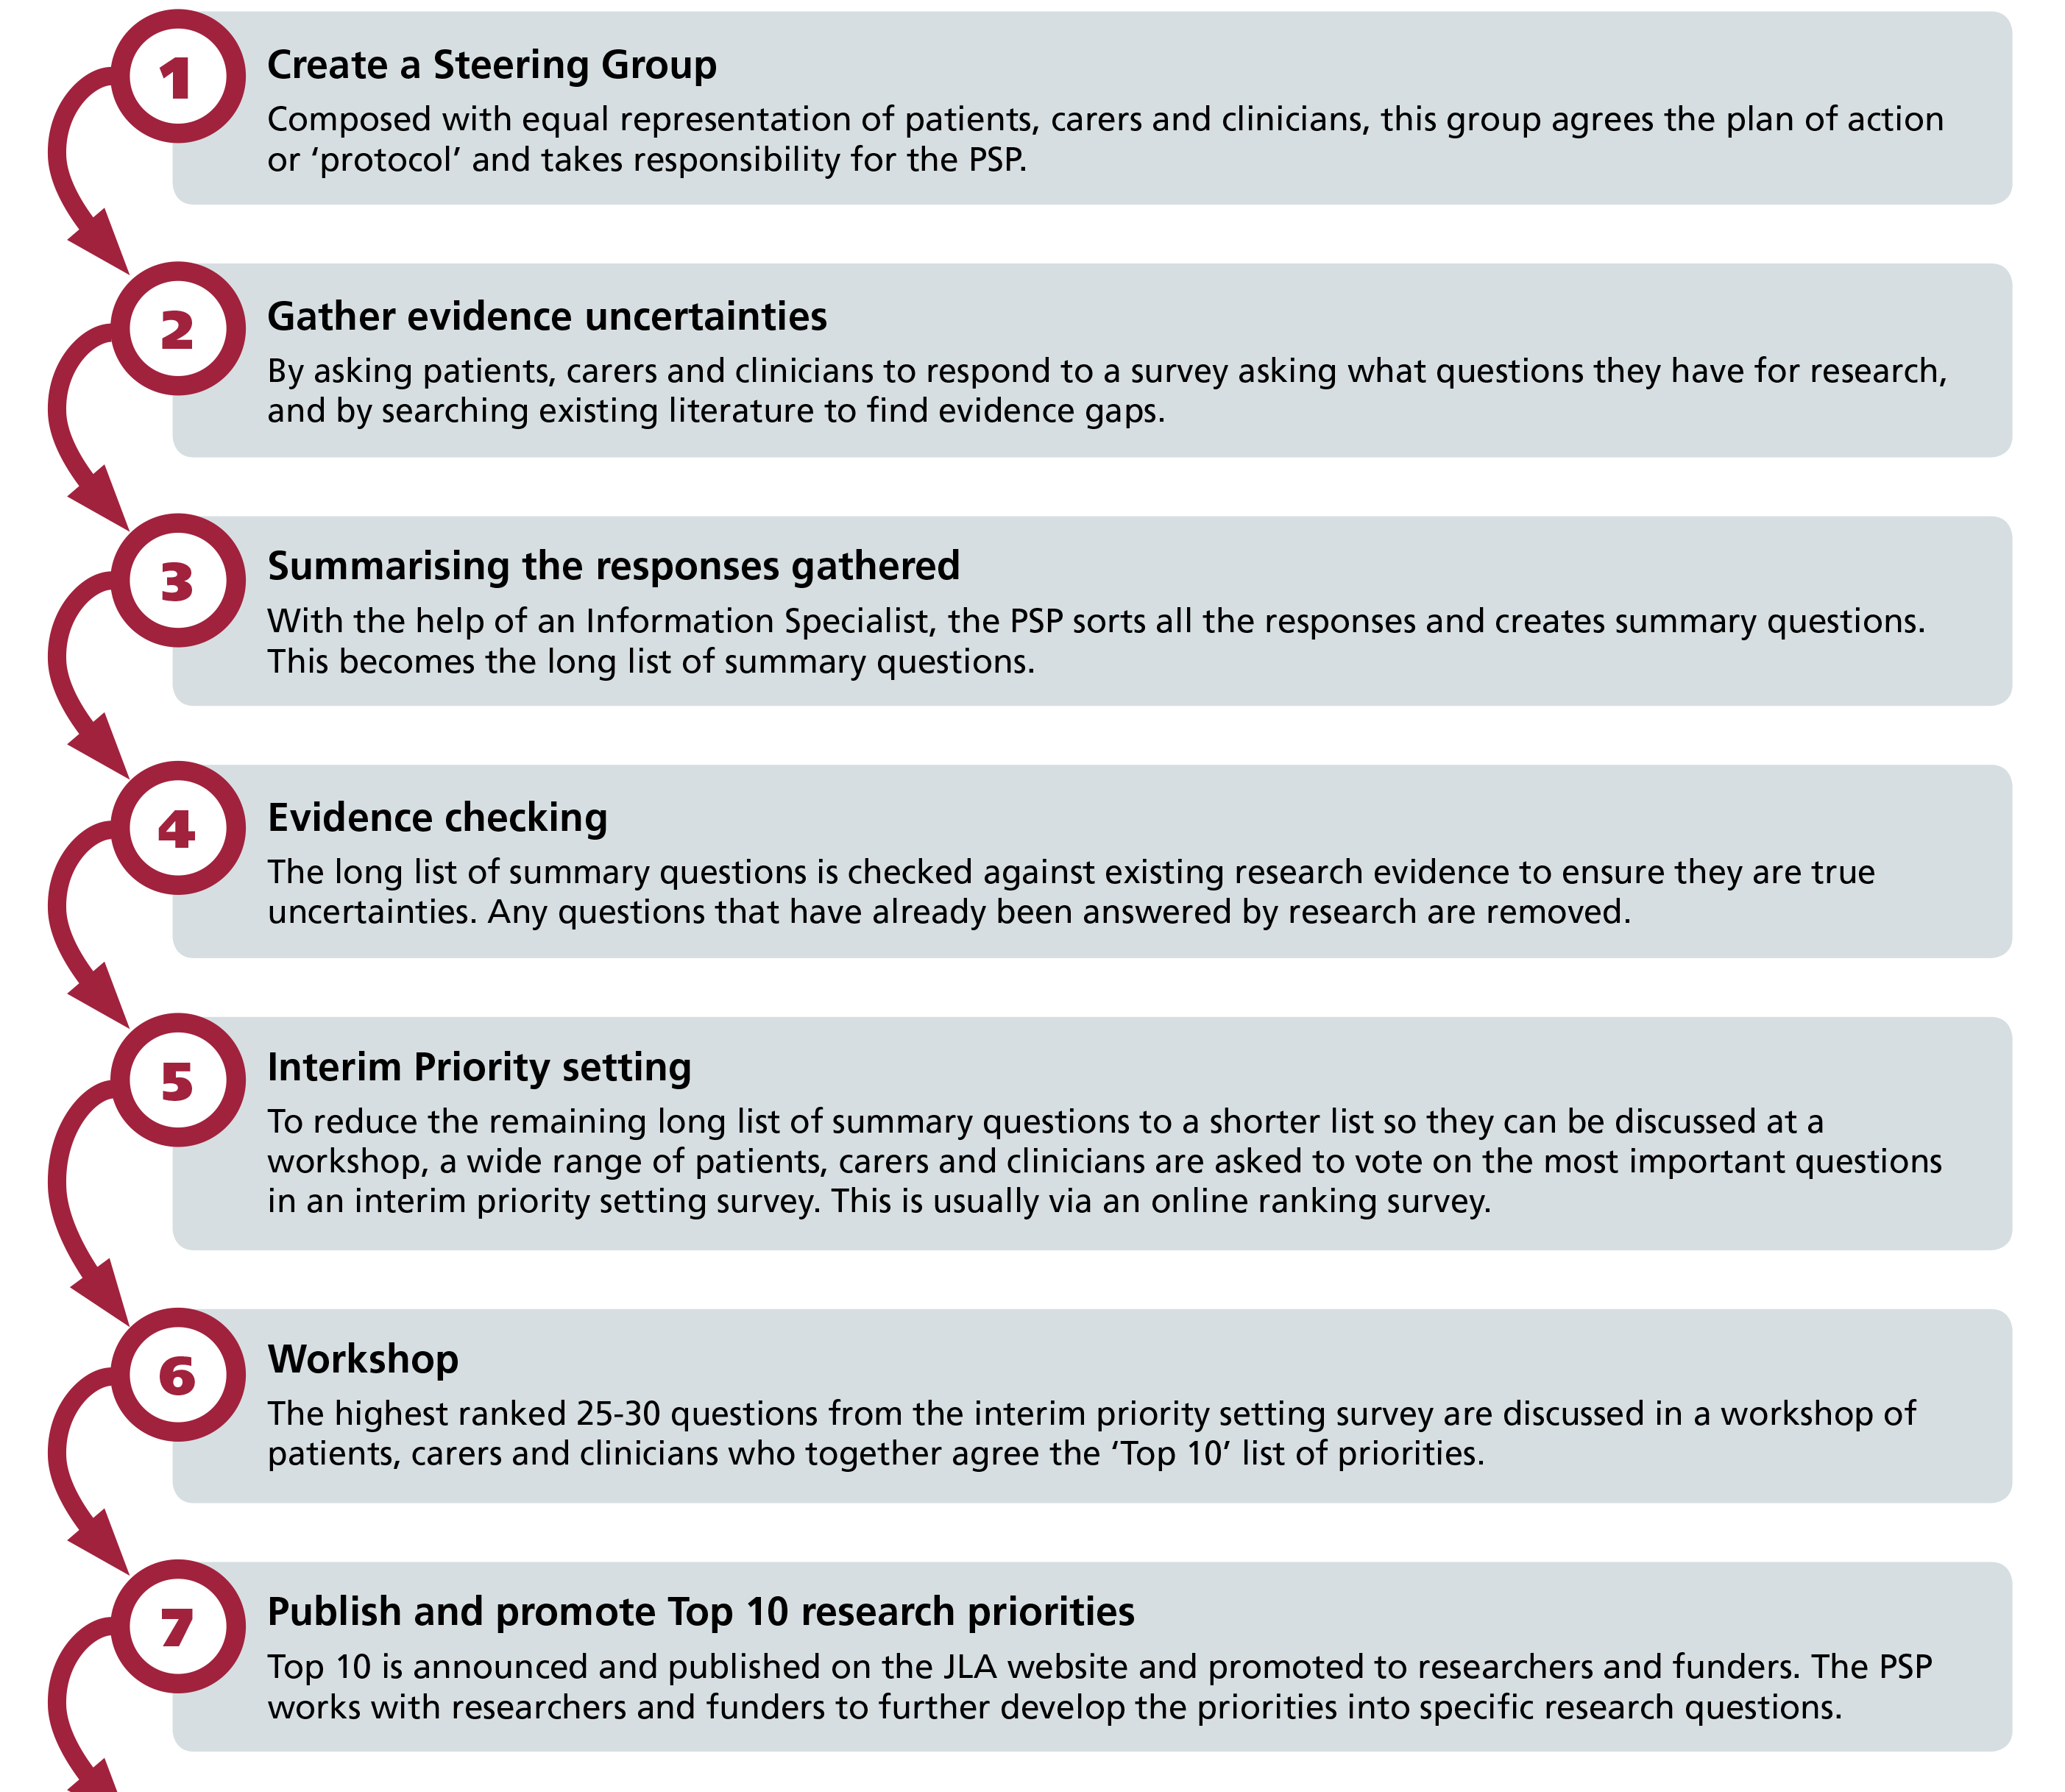 1
Create a Steering Group
Composed with equal representation of patients, carers and clinicians, this group agrees the plan of action
or ‘protocol’ and takes responsibility for the PSP.
2
Gather evidence uncertainties
By asking patients, carers and clinicians to respond to a survey asking what questions they have for research,
and by searching existing literature to find evidence gaps.
3
Summarising the responses gathered
With the help of an Information Specialist, the PSP sorts all the responses and creates summary questions.
This becomes the long list of summary questions.
4
Evidence checking
The long list of summary questions is checked against existing research evidence to ensure they are true
uncertainties. Any questions that have already been answered by research are removed.
5
Interim Priority setting
To reduce the remaining long list of summary questions to a shorter list so they can be discussed at a
workshop, a wide range of patients, carers and clinicians are asked to vote on the most important questions
in an interim priority setting survey. This is usually via an online ranking survey.
6
Workshop
The highest ranked 25-30 questions from the interim priority setting survey are discussed in a workshop of
patients, carers and clinicians who together agree the ‘Top 10’ list of priorities.
7
Publish and promote Top 10 research priorities
Top 10 is announced and published on the JLA website and promoted to researchers and funders. The PSP
works with researchers and funders to further develop the priorities into specific research questions.